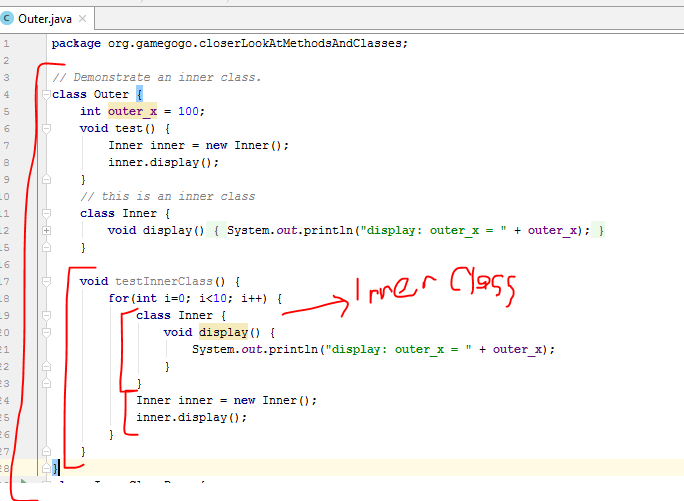 Outer.java
1 package org.gamegogo.closerLookAtMethodsAndClasses;
2
3 // Demonstrate an inner class.
4 class Outer {
5 int outer_x = 100;
6 void test() {
7 Inner inner = new Inner();
8 inner.display();
9 }
10 // this is an inner class
11 class Inner {
12 void display() { System.out.println("display: outer_x = " + outer_x); }
15 }
16
17 void testInnerClass() {
Inner Class
18 for(int i=0; i<10; i++) {
19 class Inner {
20 void display() {
21 System.out.println("display: outer_x = " + outer_x);
22 }
23 }
24 Inner inner = new Inner();
25 inner.display();
26 }
27 }
28 }